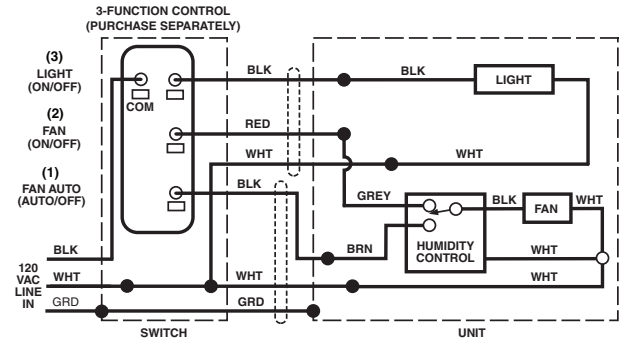 3-FUNCTION CONTROL
(PURCHASE SEPARATELY)
(3)
LIGHT
(ON/OFF)
COM
BLK
BLK
LIGHT
(2)
FAN
(ON/OFF)
RED
WHT
WHT
(1)
FAN AUTO
(AUTO/OFF)
BLK
GREY
BLK
FAN
WHT
BRN
HUMIDITY
CONTROL
WHT
BLK
120
VAC
LINE
IN
WHT
WHT
WHT
GRD
GRD
SWITCH
UNIT